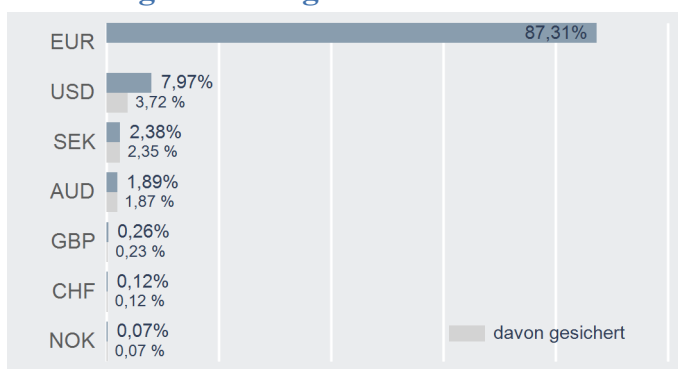 EUR 87,31%
USD 7,97%
3,72 %
SEK 2,38%
2,35 %
AUD 1,89%
1,87 %
GBP 0,26%
0,23 %
CHF 0,12%
0,12 %
NOK 0,07%
0,07 %
davon gesichert